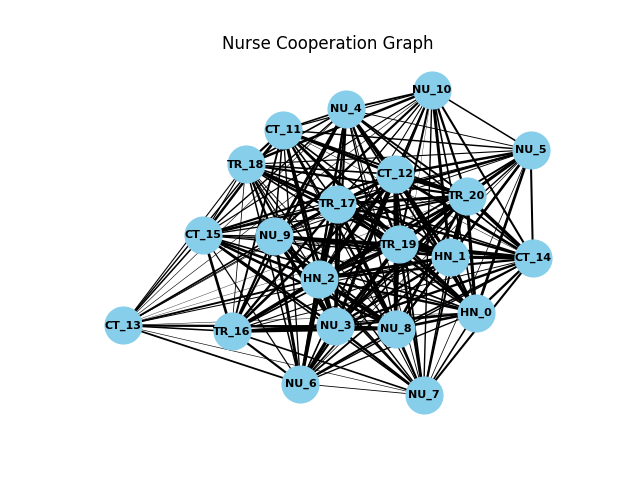 Nurse Cooperation Graph
NU_10
NU_4
CT_11
NU_5
TR_18
CT_12
TR_20
TR_17
CT_15
NU_9
TR_19
HN_1
CT_14
HN_2
HN_0
CT_13
NU_3
NU_8
TR_16
NU_6
NU_7